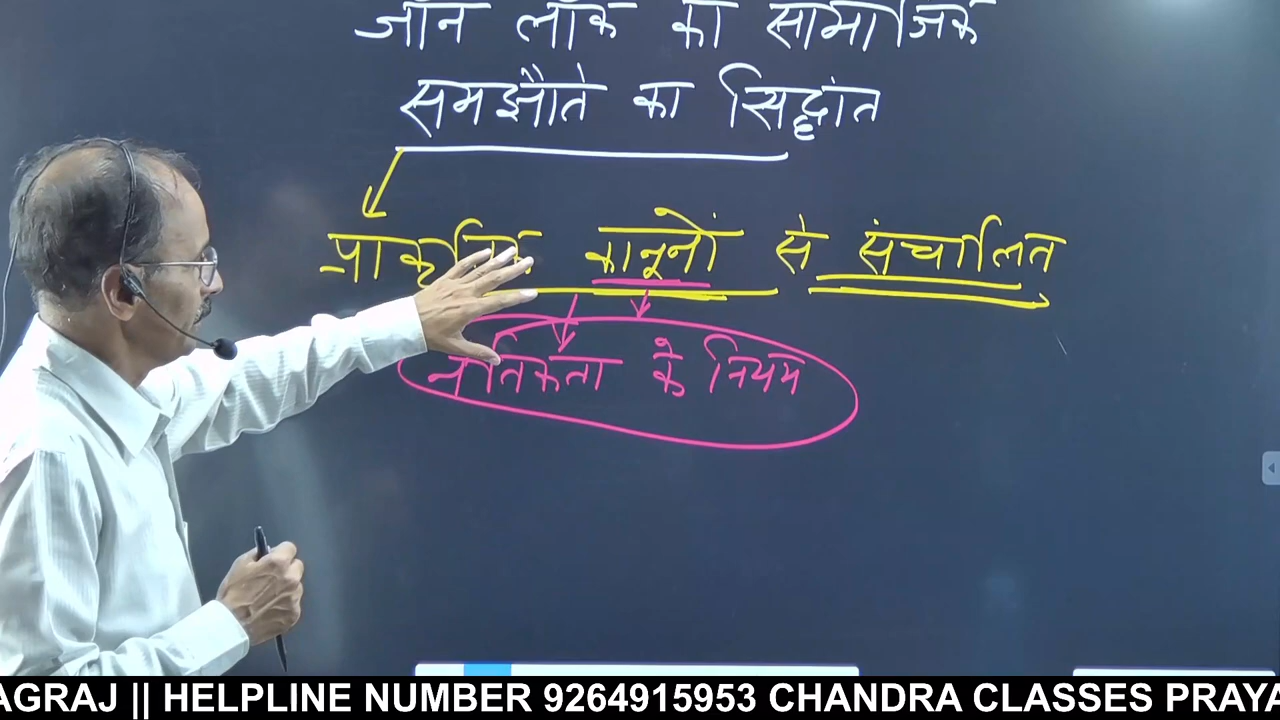 जॉन लॉक का सामाजिक
समझौते का सिद्धांत
प्राकृतिक कानूनों से संचालित
नैतिकता के नियम
AGRAJ || HELPLINE NUMBER 9264915953 CHANDRA CLASSES PRAYA